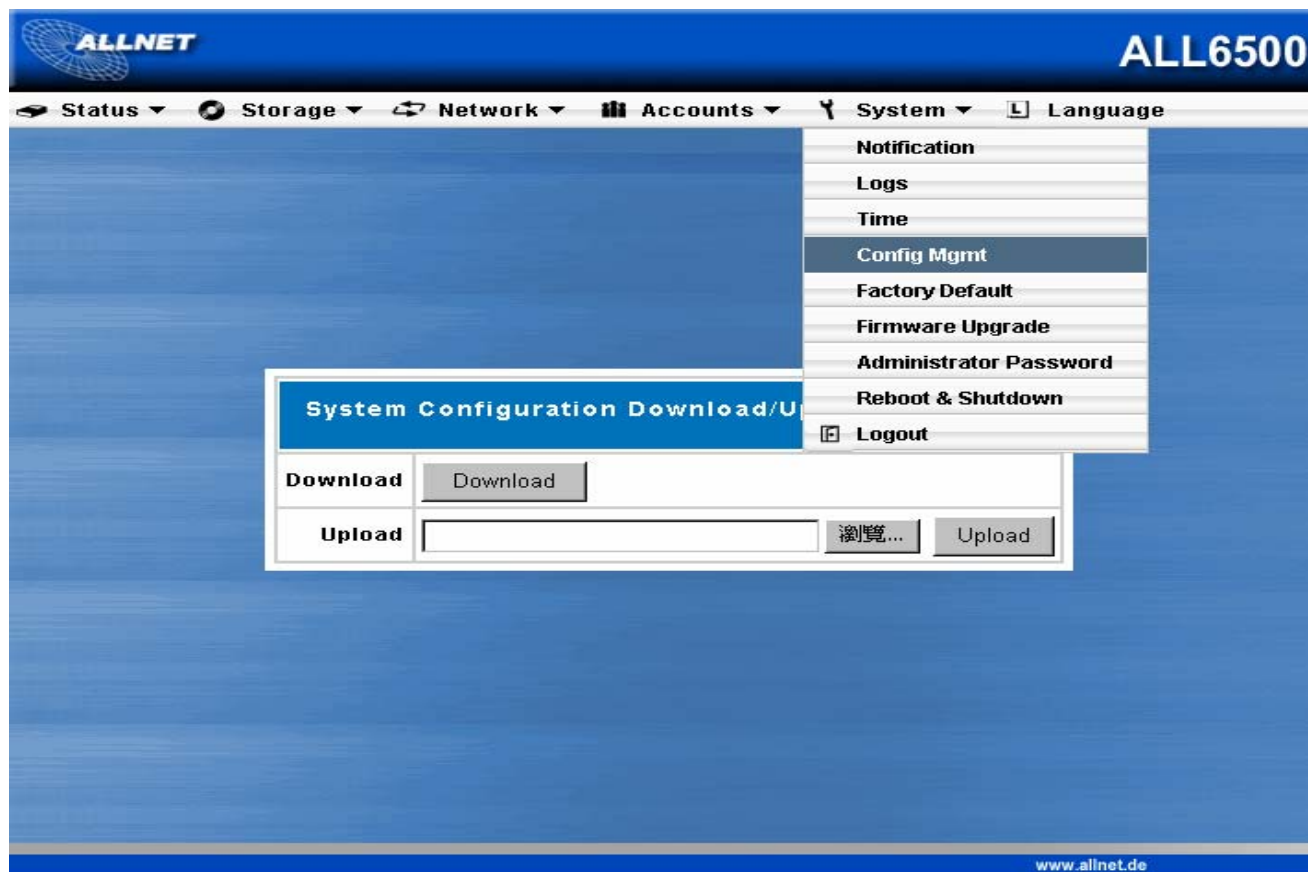 ALLNET
ALL6500
Status Storage Network Accounts System L Language
Notification
Logs
Time
Config Mgmt
Factory Default
Firmware Upgrade
Administrator Password
Reboot & Shutdown
Logout
System Configuration Download/U
Download Download
Upload 瀏覽... Upload
www.allnet.de